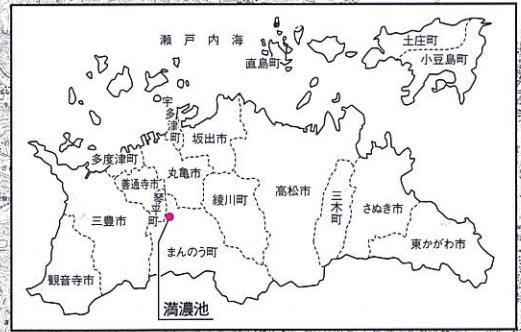 瀬戸内海
直島町
土庄町
小豆島町
宇多津町
坂出市
多度津町
丸亀市
善通寺市
琴平町
綾川町
高松市
三木町
さぬき市
三豊市
まんのう町
東かがわ市
観音寺市
満濃池